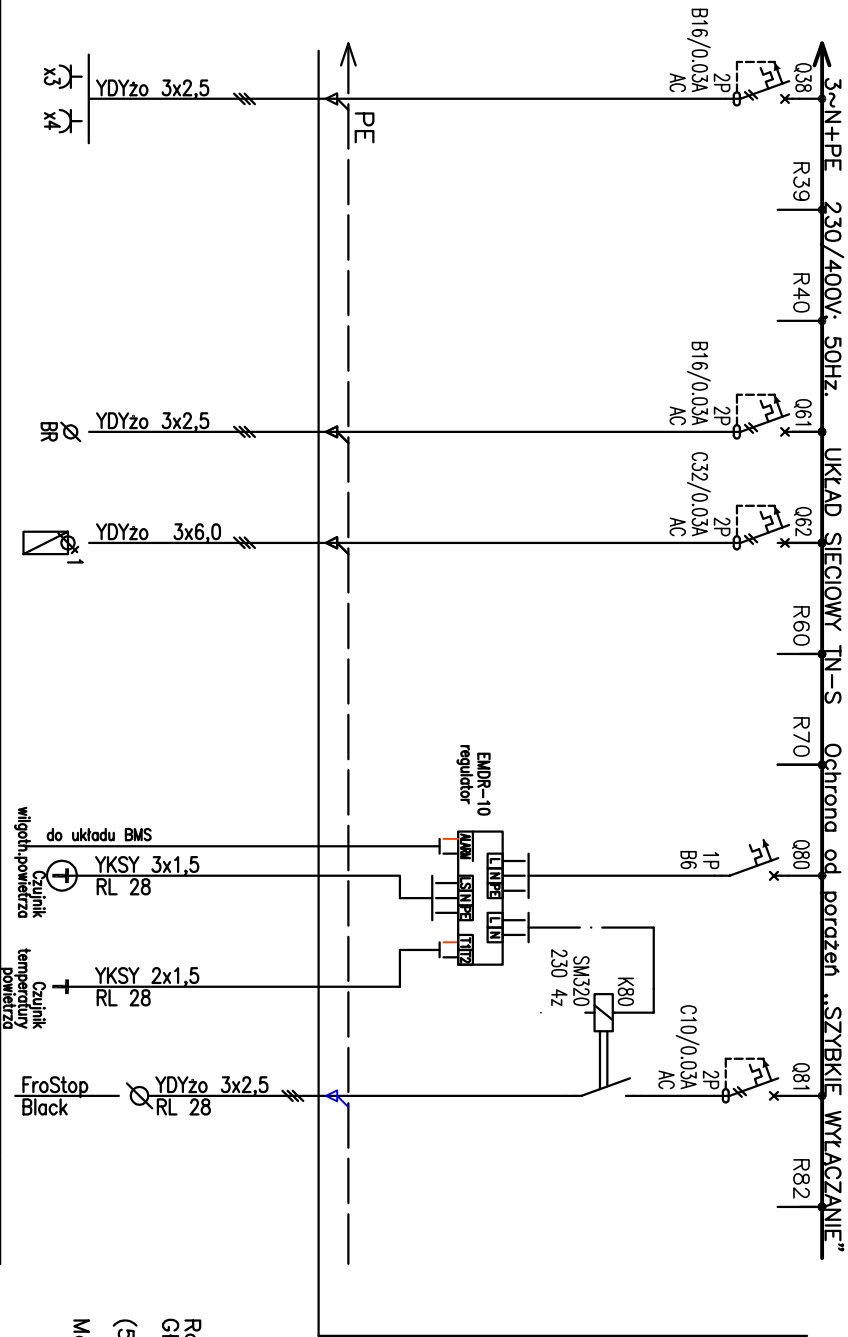 3~N+PE 230/400V; 50Hz. UKŁAD SIECIOWY TN-S Ochrona od porażeń „SZYBKIE WYŁĄCZANIE”
Q38
2P
B16/0.03A
AC
R39
R40
Q61
2P
B16/0.03A
AC
Q62
2P
C32/0.03A
AC
R60
R70
Q80
1P
B6
Q81
2P
C10/0.03A
AC
R82
K80
SM320
230 4z
EMDR-10
regulator
L N PE
L N
ALARM
LS N PE
T1 T2
PE
YDYżo 3x2,5
x3
x4
YDYżo 3x2,5
BR
YDYżo 3x6,0
1
do układu BMS
YKSY 3x1,5
RL 28
Czujnik
wilgotn.powietrza
YKSY 2x1,5
RL 28
Czujnik
temperatury
powietrza
YDYżo 3x2,5
RL 28
FroStop
Black
(5